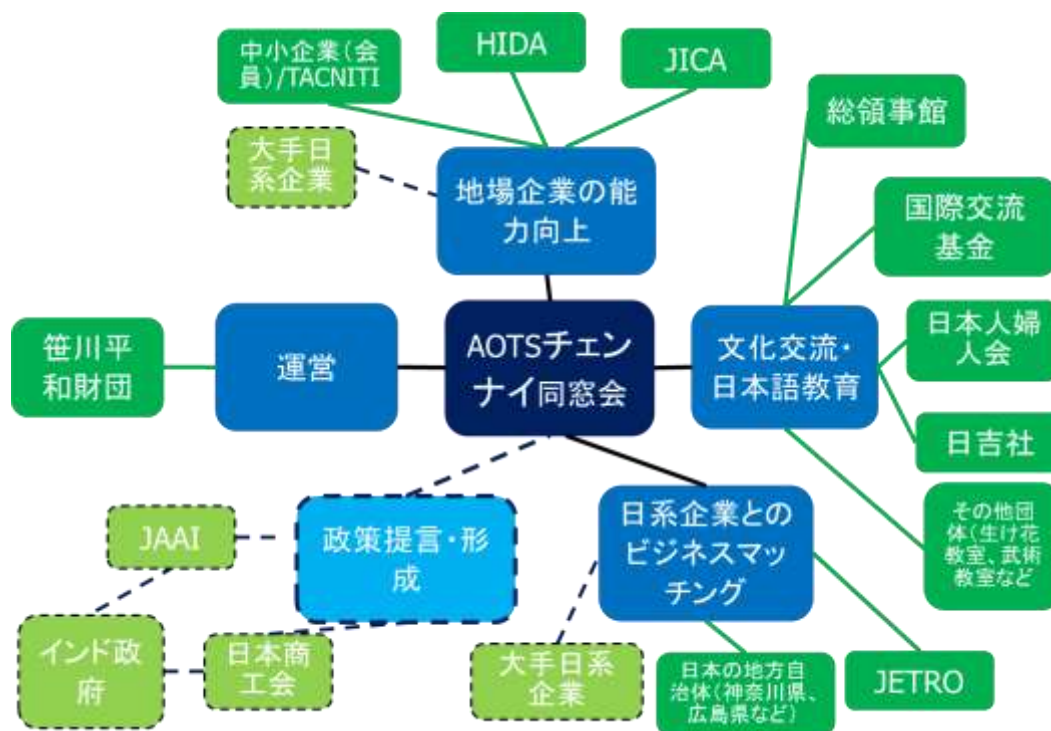 中小企業(会
員)/TACNITI
HIDA
JICA
総領事館
大手日
系企業
地場企業の能
力向上
国際交流
基金
笹川平
和財団
運営
AOTSチェン
ナイ同窓会
文化交流・
日本語教育
日本人婦
人会
日吉社
JAAI
政策提言・形
成
日系企業との
ビジネスマッ
チング
その他団
体(生け花
教室、武術
教室など
インド政
府
日本商
工会
大手日系
企業
日本の地方自
治体(神奈川県、
広島県など)
JETRO